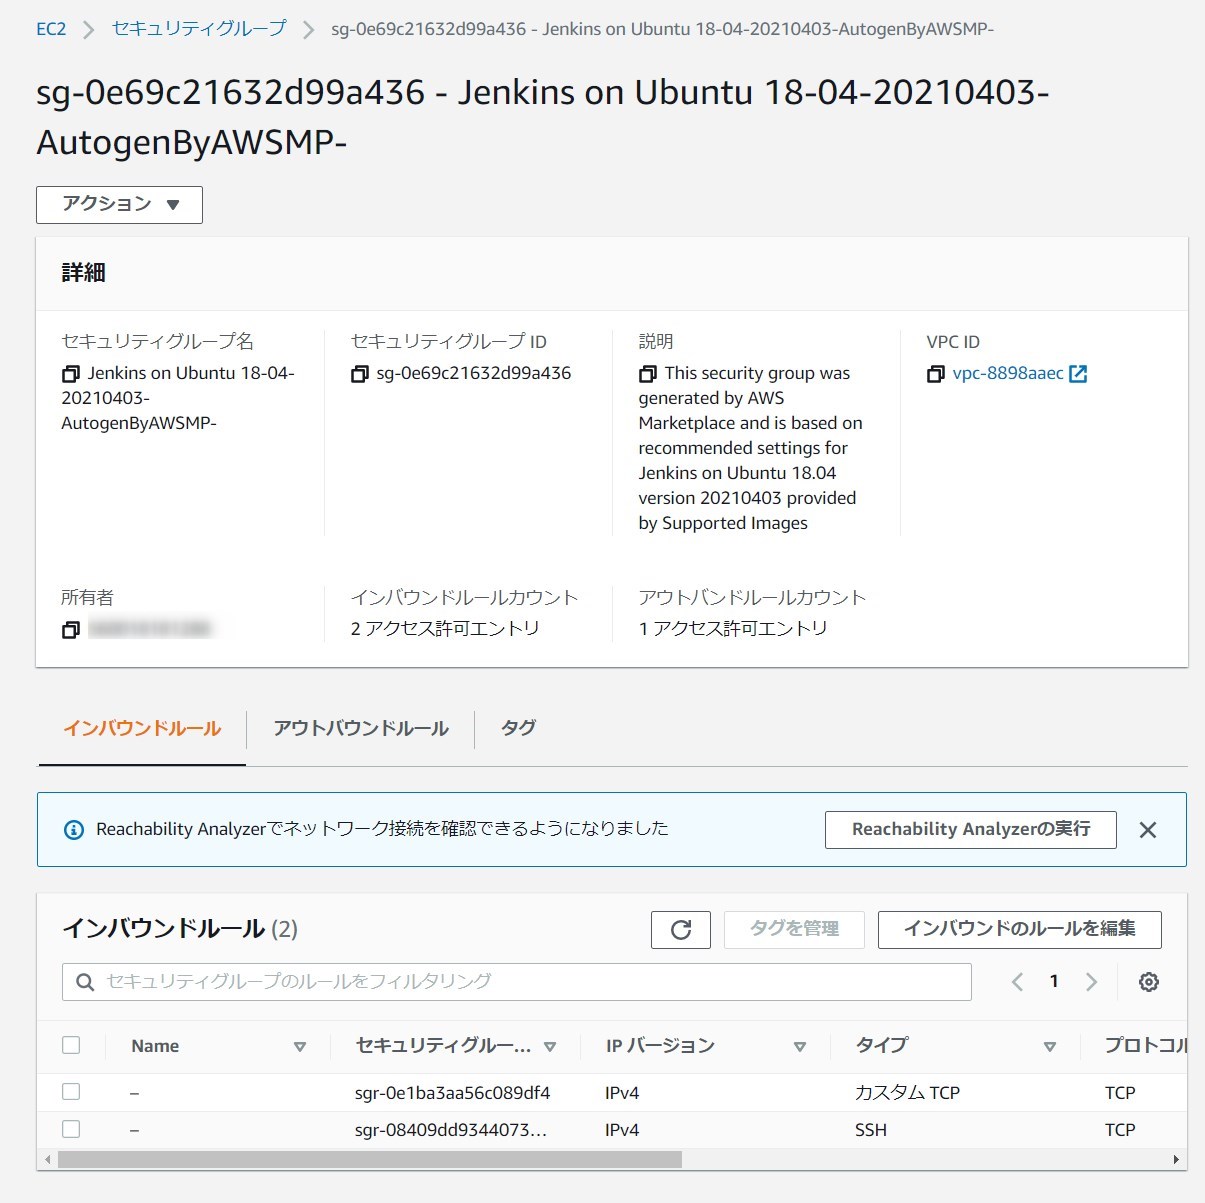 EC2 > セキュリティグループ > sg-0e69c21632d99a436 - Jenkins on Ubuntu 18-04-20210403-AutogenByAWSMP-
sg-0e69c21632d99a436 - Jenkins on Ubuntu 18-04-20210403-
AutogenByAWSMP-
アクション ▼
詳細
セキュリティグループ名
Jenkins on Ubuntu 18-04-
20210403-
AutogenByAWSMP-
セキュリティグループ ID
sg-0e69c21632d99a436
説明
This security group was
generated by AWS
Marketplace and is based on
recommended settings for
Jenkins on Ubuntu 18.04
version 20210403 provided
by Supported Images
VPC ID
vpc-8898aaec
所有者
インバウンドルールカウント
2 アクセス許可エントリ
アウトバンドルールカウント
1 アクセス許可エントリ
インバウンドルール アウトバウンドルール タグ
Reachability Analyzerでネットワーク接続を確認できるようになりました Reachability Analyzerの実行
インバウンドルール (2) タグを管理 インバウンドのルールを編集
セキュリティグループのルールをフィルタリング 1
Name セキュリティグルー... IP バージョン タイプ プロトコル
– sgr-0e1ba3aa56c089df4 IPv4 カスタム TCP TCP
– sgr-08409dd9344073... IPv4 SSH TCP